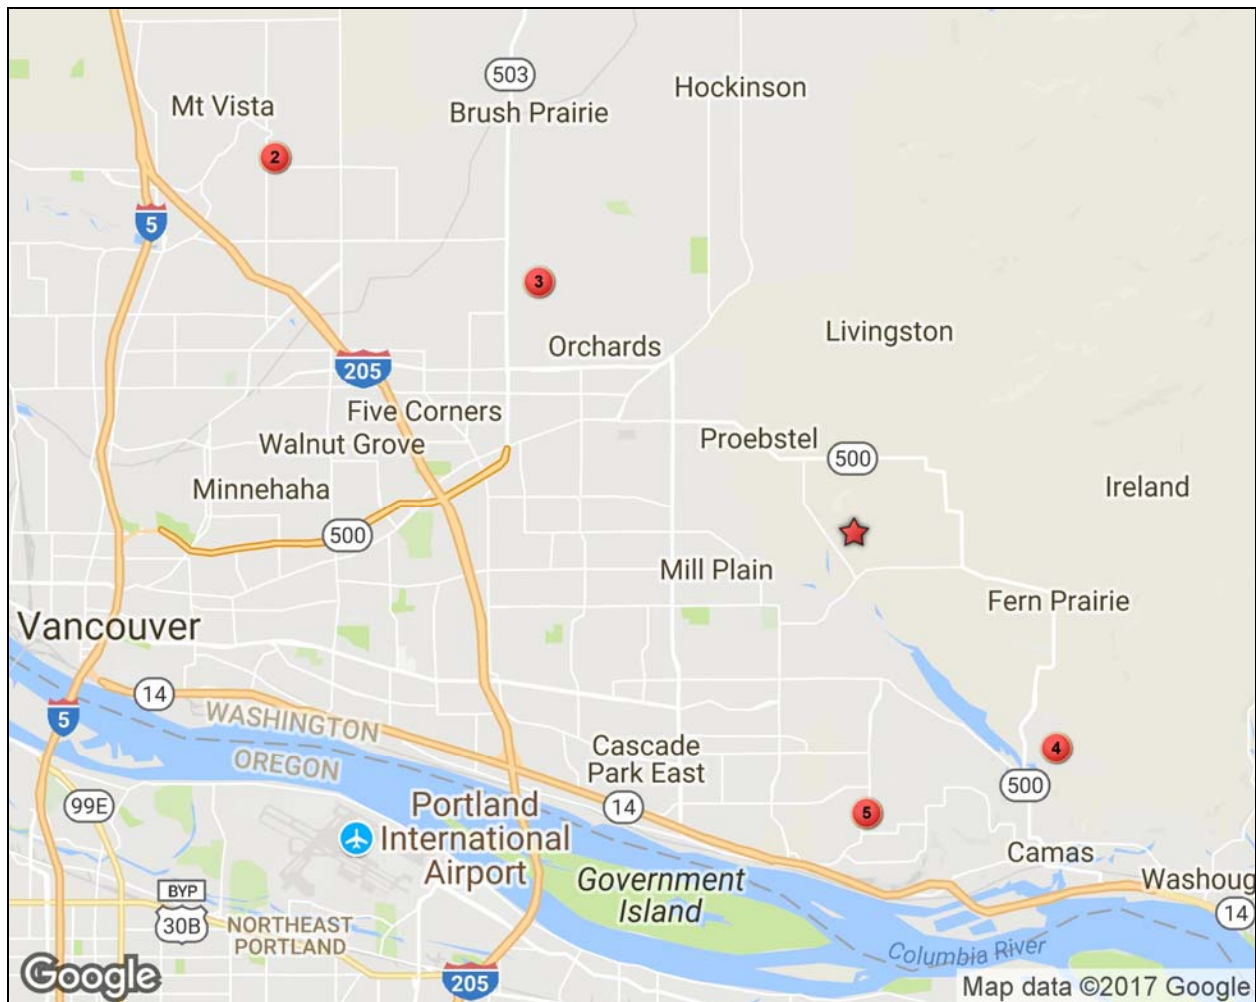 503
Hockinson
Mt Vista
Brush Prairie
2
5
3
Livingston
Orchards
205
Five Corners
Proebstel
Walnut Grove
500
Minnehaha
Ireland
500
Mill Plain
Fern Prairie
Vancouver
14
5
WASHINGTON
OREGON
Cascade
Park East
4
500
99E
14
5
Portland
International
Airport
Camas
Government
Island
Washoug
14
BYP
30B
NORTHEAST
PORTLAND
Columbia River
205
Google
Map data ©2017 Google